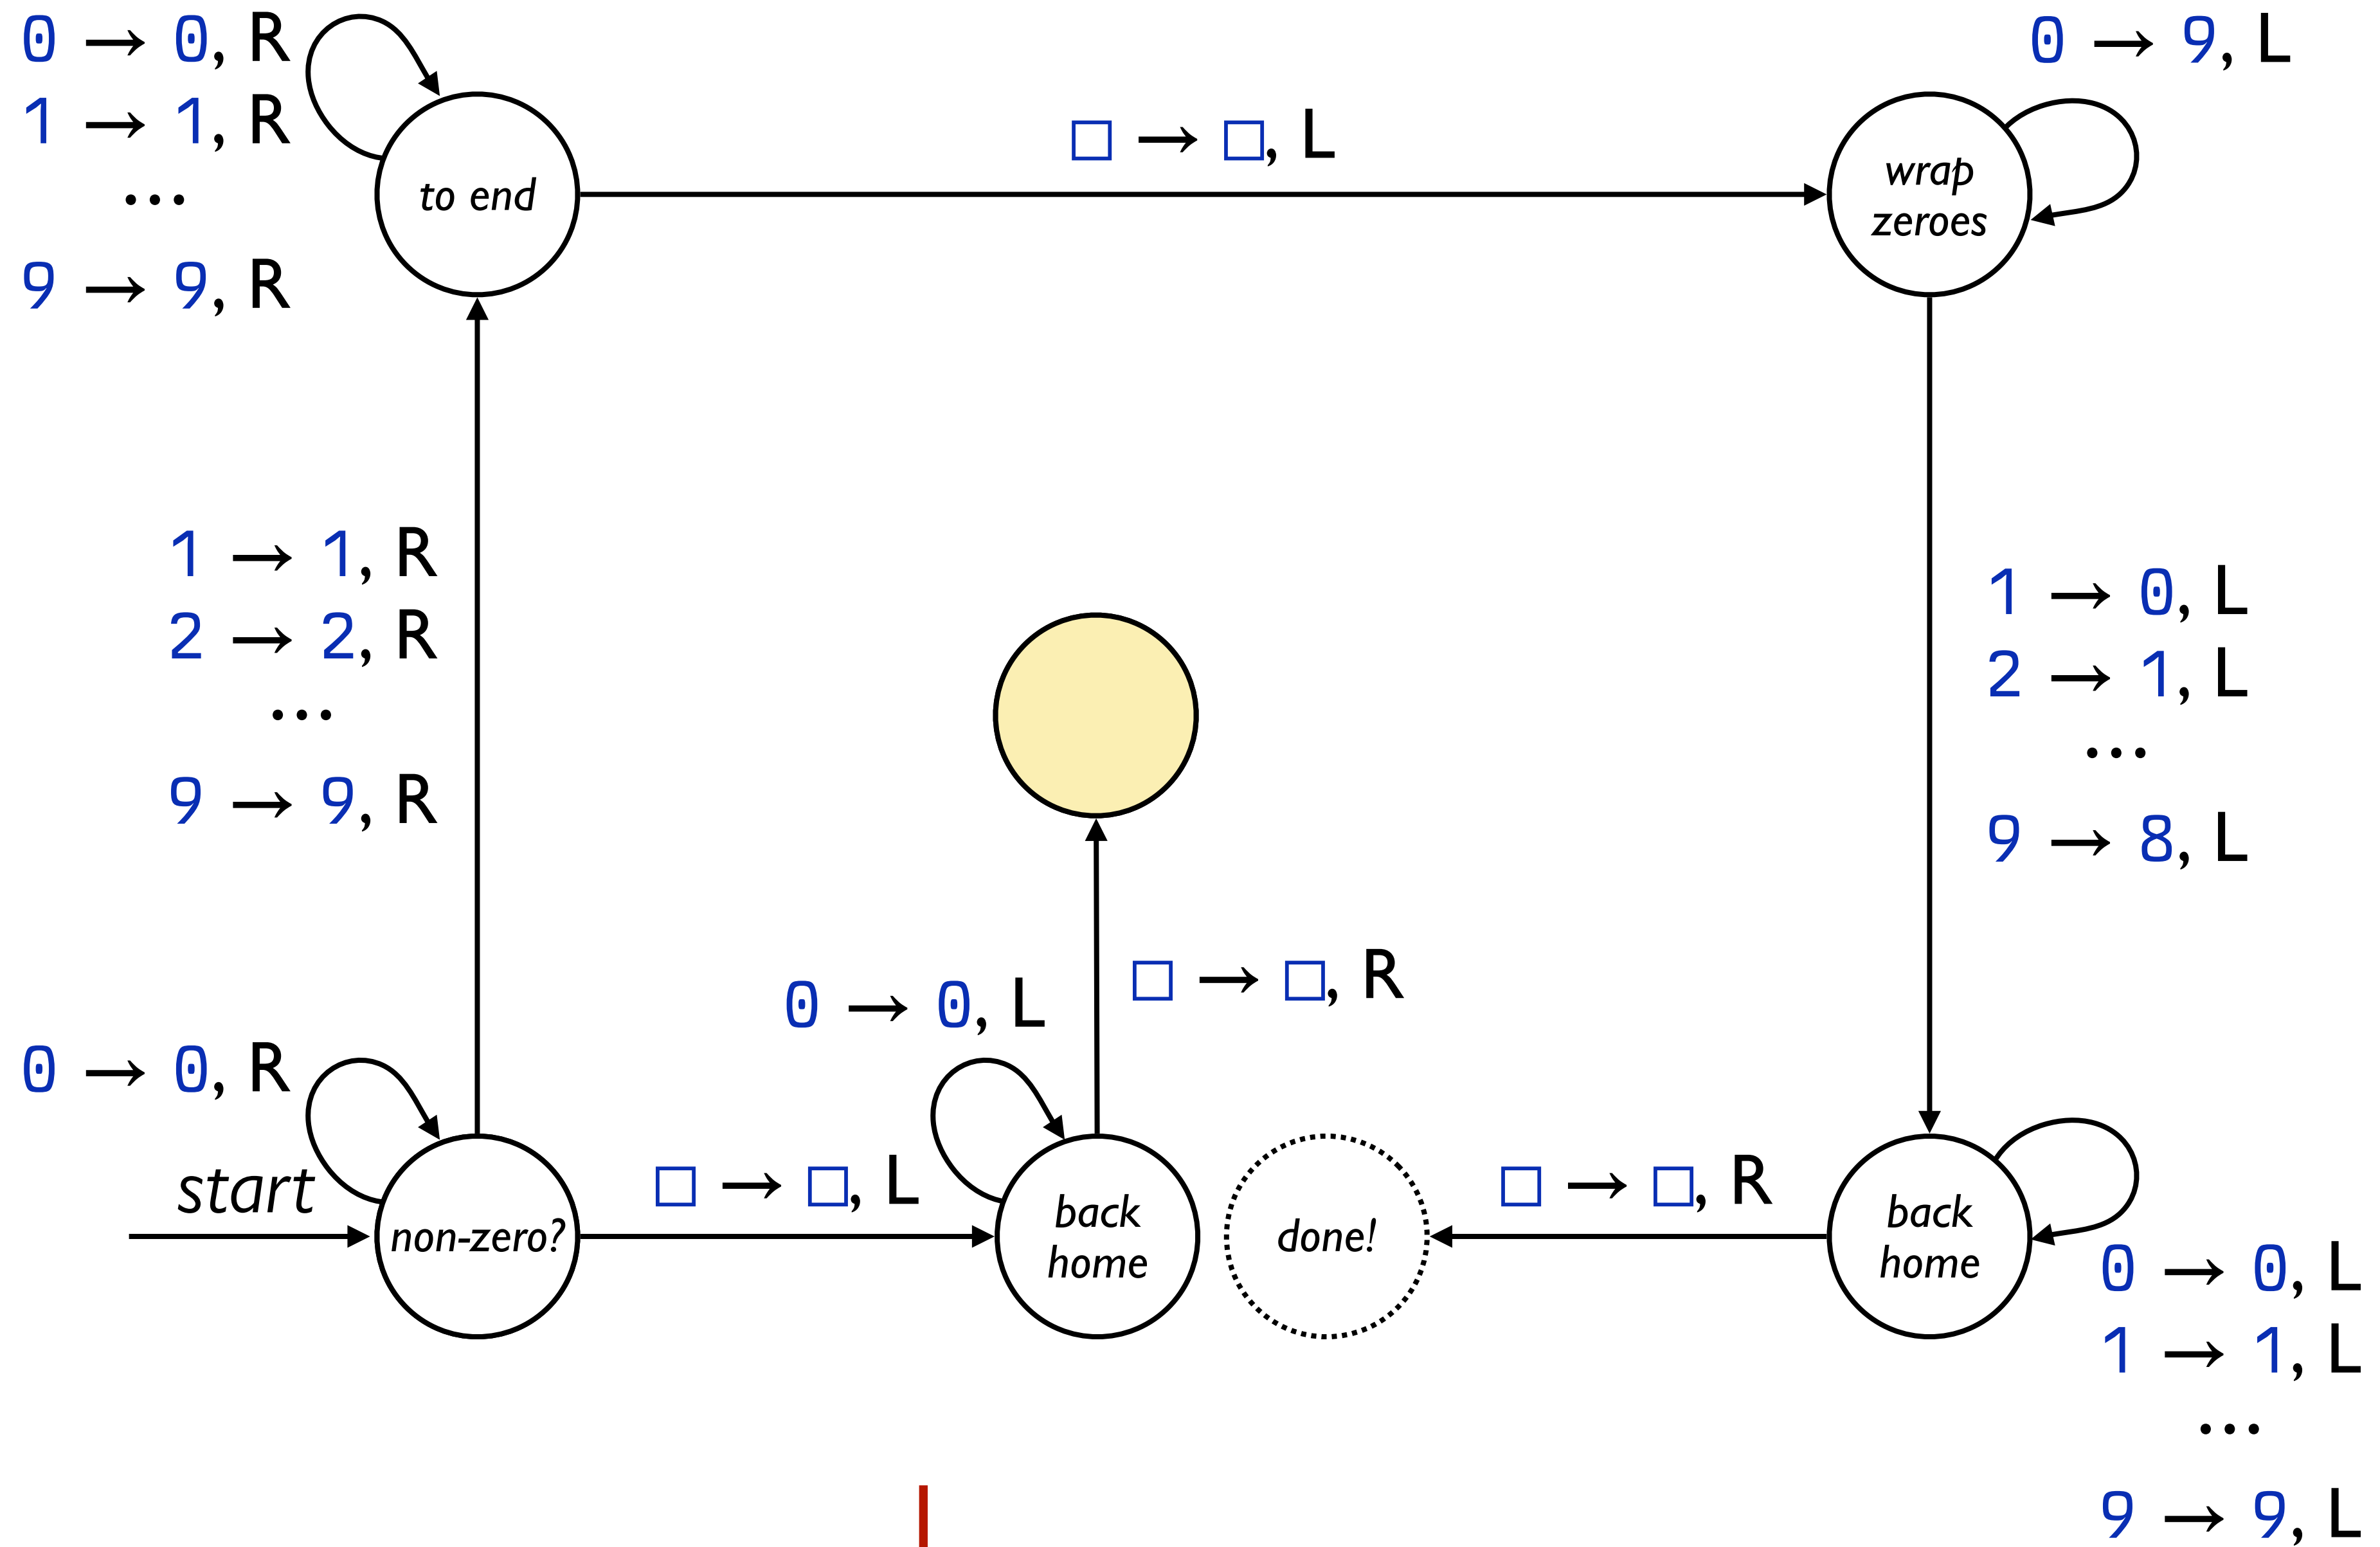 0 → 0, R
1 → 1, R
...
9 → 9, R
to end
□ → □, L
0 → 9, L
wrap
zeroes
1 → 1, R
2 → 2, R
...
9 → 9, R
1 → 0, L
2 → 1, L
...
9 → 8, L
0 → 0, L
□ → □, R
0 → 0, R
start
non-zero?
□ → □, L
back
home
done!
□ → □, R
back
home
0 → 0, L
1 → 1, L
...
9 → 9, L